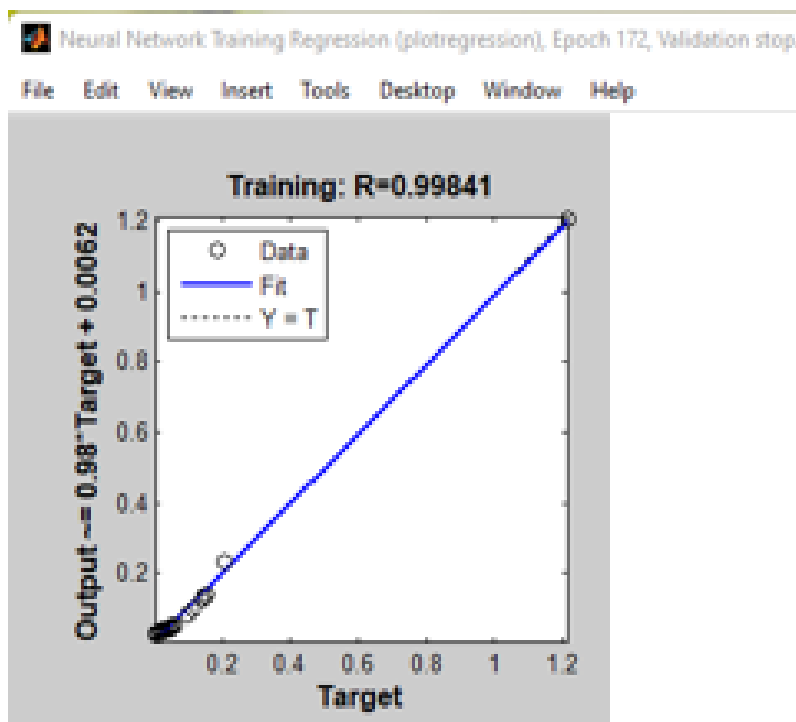 Neural Network Training Regression (plotregression), Epoch 172, Validation stop
File Edit View Insert Tools Desktop Window Help
Training: R=0.99841
Output ~= 0.98*Target + 0.0062
1.2
1
0.8
0.6
0.4
0.2
Data
Fit
Y = T
0.2 0.4 0.6 0.8 1 1.2
Target